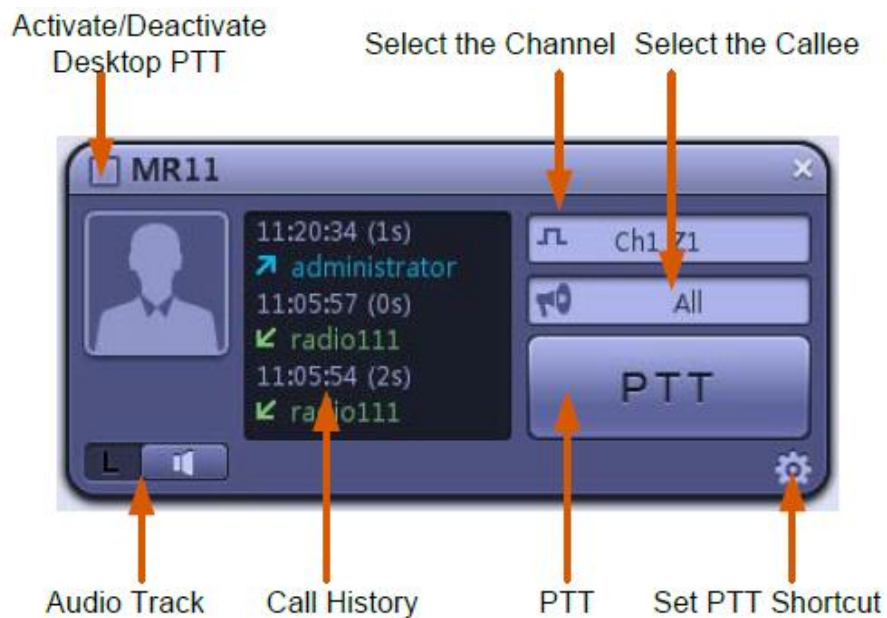 Activate/Deactivate
Desktop PTT
Select the Channel
Select the Callee
MR11
11:20:34 (1s)
administrator
11:05:57 (0s)
radio111
11:05:54 (2s)
radio111
Ch1 Z1
All
PTT
L
Audio Track
Call History
PTT
Set PTT Shortcut